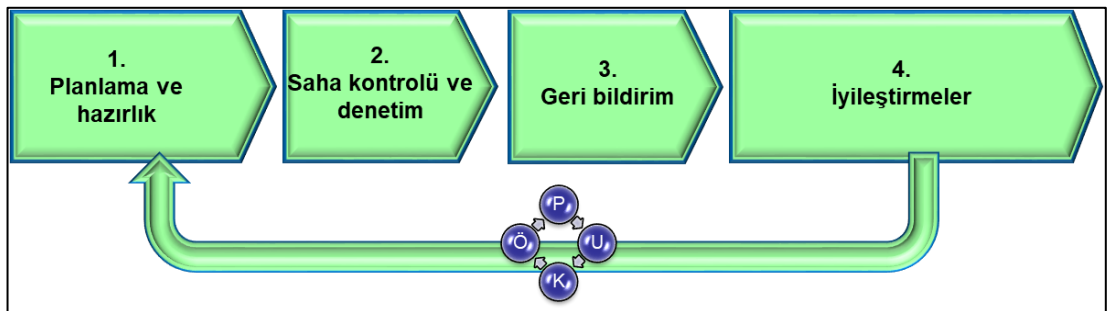 1.
Planlama ve
hazırlık
2.
Saha kontrolü ve
denetim
3.
Geri bildirim
4.
İyileştirmeler
P
Ö
U
K